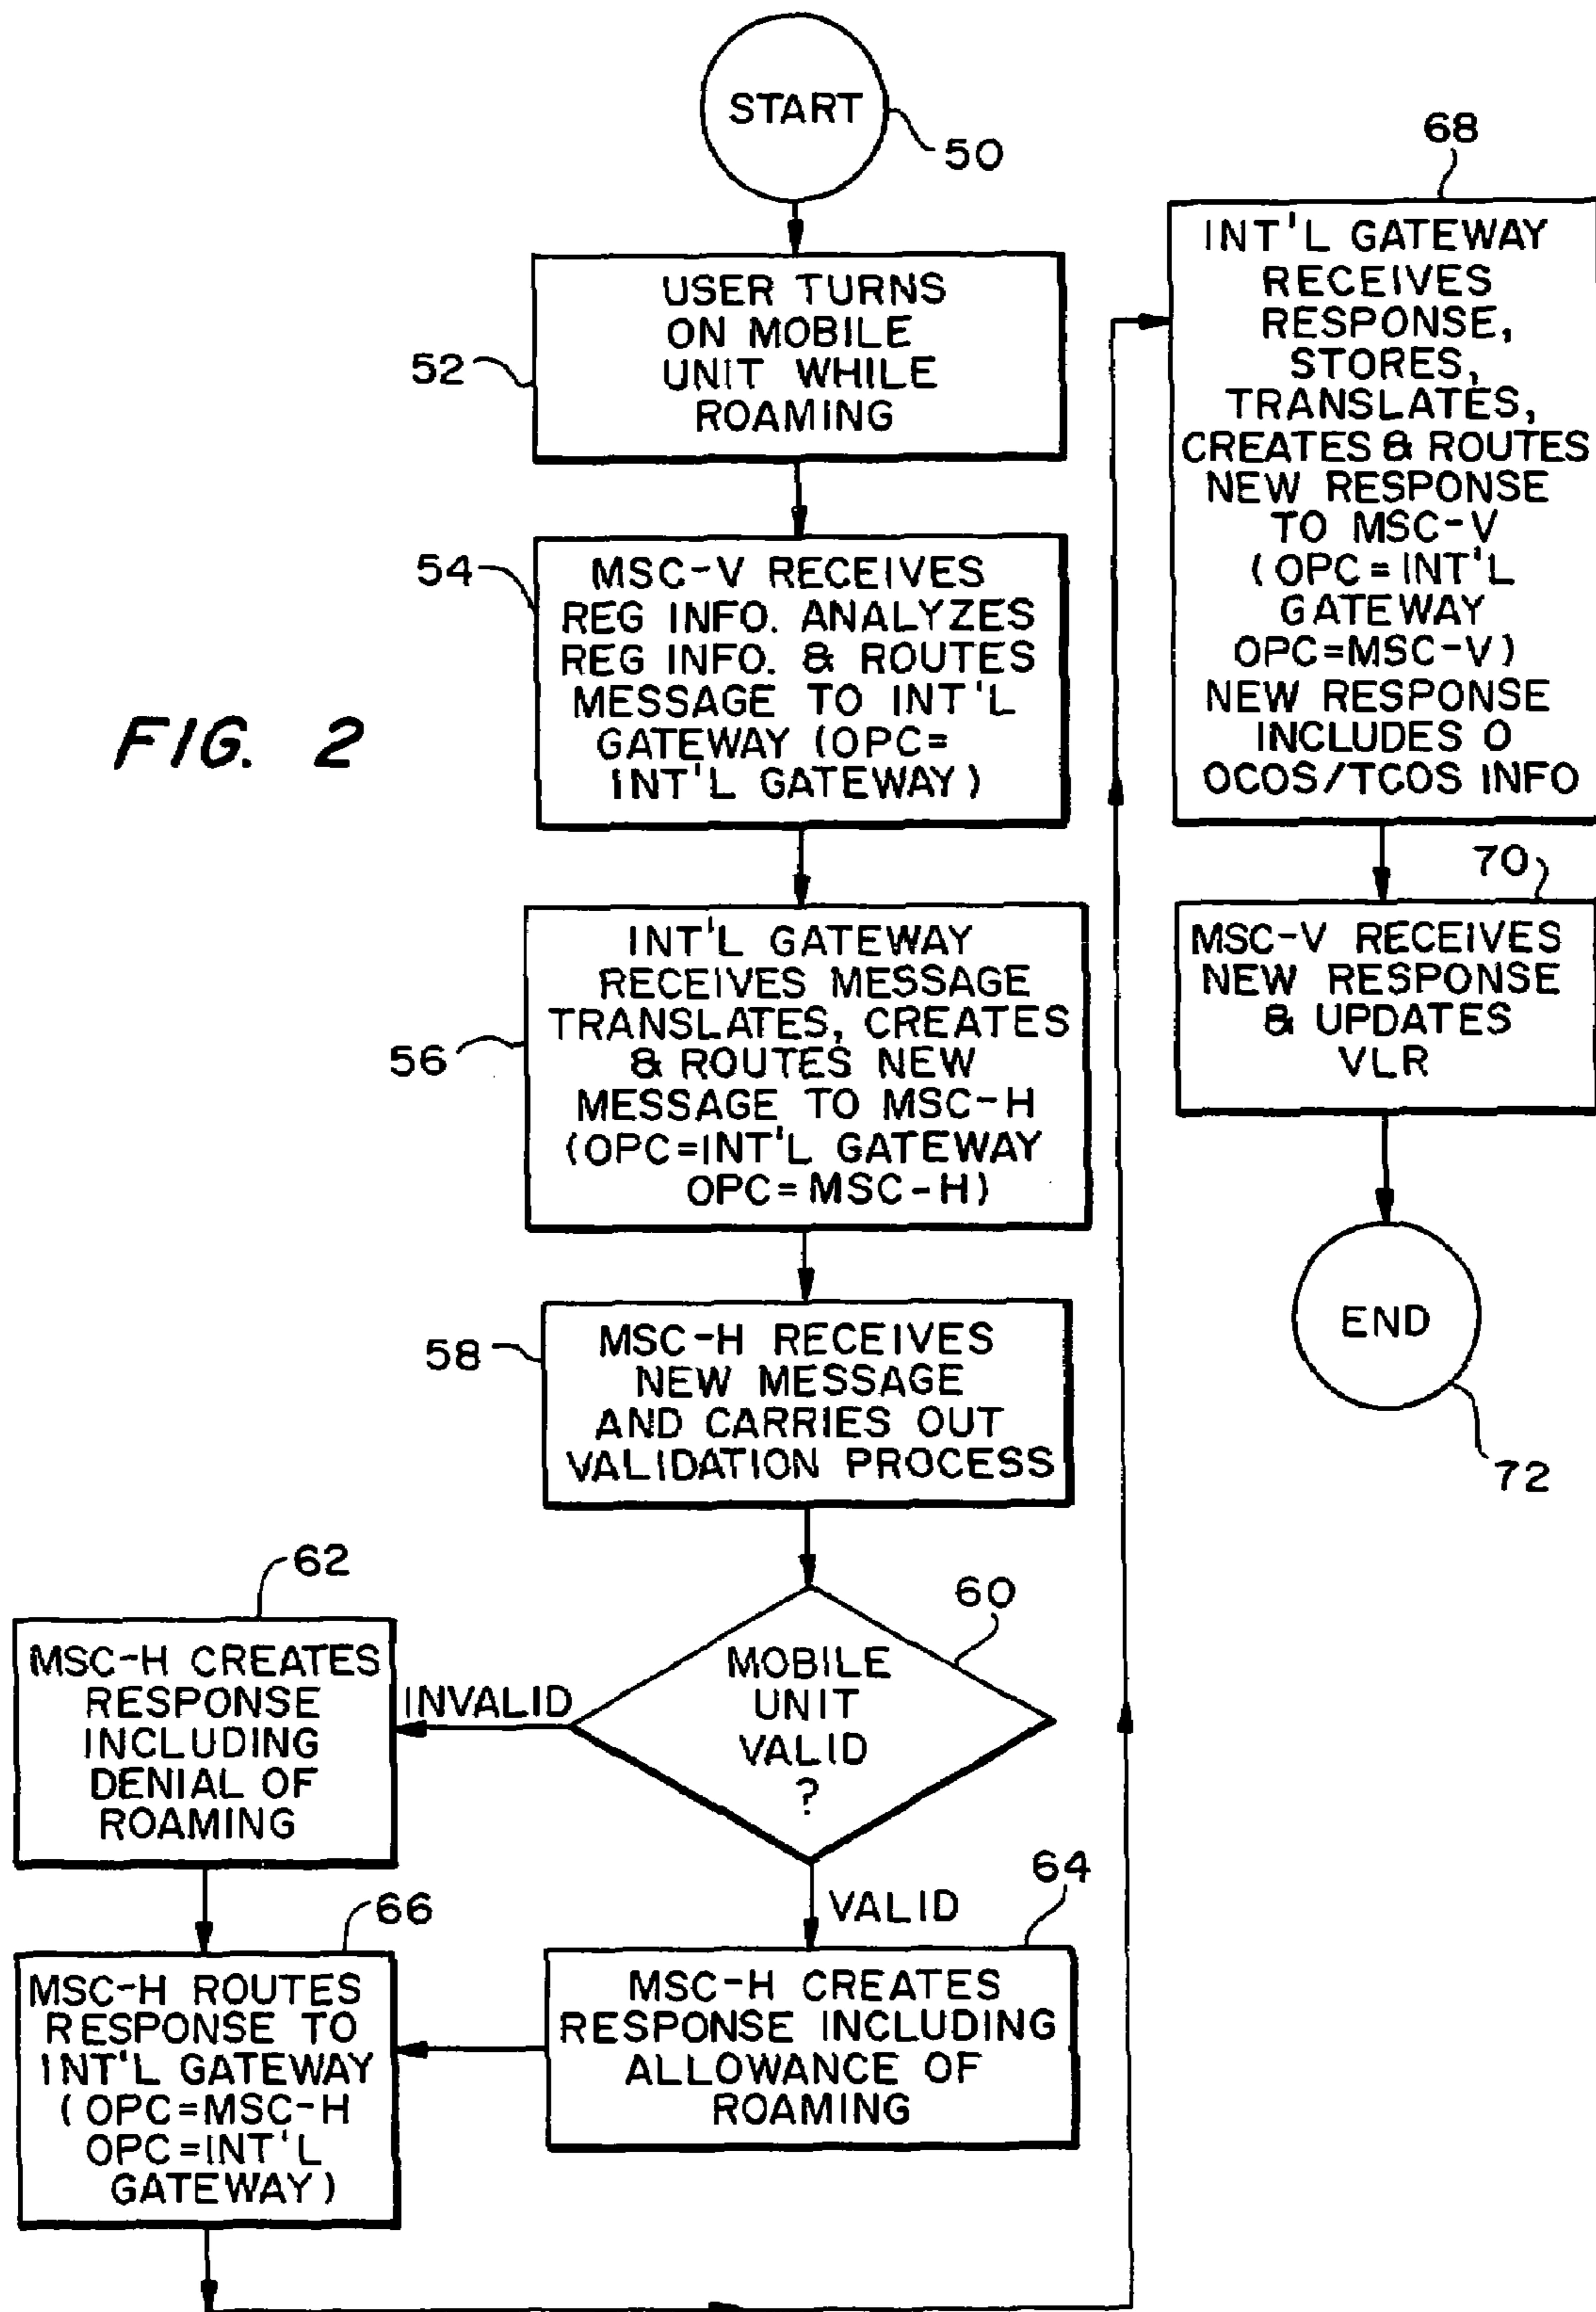 START
50
52
USER TURNS
ON MOBILE
UNIT WHILE
ROAMING
54
MSC-V RECEIVES
REG INFO. ANALYZES
REG INFO. & ROUTES
MESSAGE TO INT'L
GATEWAY (OPC=
INT'L GATEWAY)
FIG. 2
56
INT'L GATEWAY
RECEIVES MESSAGE
TRANSLATES, CREATES
& ROUTES NEW
MESSAGE TO MSC-H
(OPC=INT'L GATEWAY
OPC=MSC-H)
58
MSC-H RECEIVES
NEW MESSAGE
AND CARRIES OUT
VALIDATION PROCESS
60
MOBILE
UNIT
VALID
?
INVALID
VALID
62
MSC-H CREATES
RESPONSE
INCLUDING
DENIAL OF
ROAMING
64
MSC-H CREATES
RESPONSE INCLUDING
ALLOWANCE OF
ROAMING
66
MSC-H ROUTES
RESPONSE TO
INT'L GATEWAY
(OPC=MSC-H
OPC=INT'L
GATEWAY)
68
INT'L GATEWAY
RECEIVES
RESPONSE,
STORES,
TRANSLATES,
CREATES & ROUTES
NEW RESPONSE
TO MSC-V
(OPC=INT'L
GATEWAY
OPC=MSC-V)
NEW RESPONSE
INCLUDES O
OCOS/TCOS INFO
70
MSC-V RECEIVES
NEW RESPONSE
& UPDATES
VLR
END
72